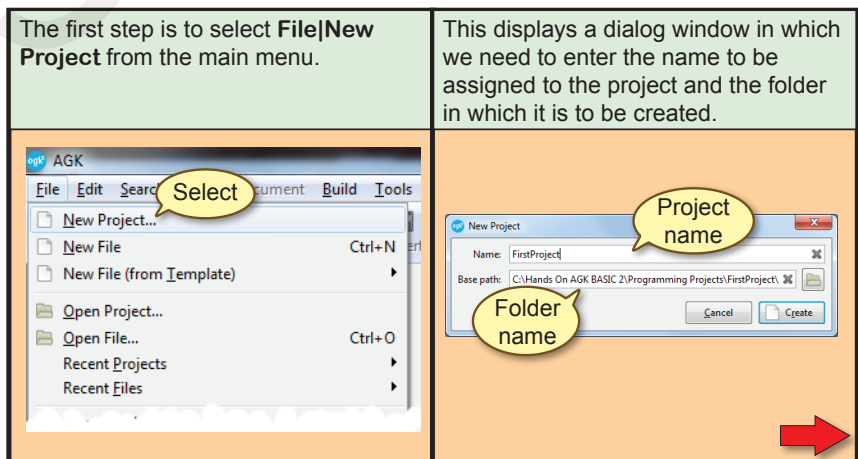 The first step is to select File|New
Project from the main menu.
This displays a dialog window in which
we need to enter the name to be
assigned to the project and the folder
in which it is to be created.
AGK
File Edit Select Build Tools
New Project...
New File Ctrl+N
New File (from Template)
Open Project...
Open File... Ctrl+O
Recent Projects
Recent Files
Project
name
New Project
Name: FirstProject
Base path: C:\Hands On AGK BASIC 2\Programming Projects\FirstProject\
Folder
name
Cancel Create